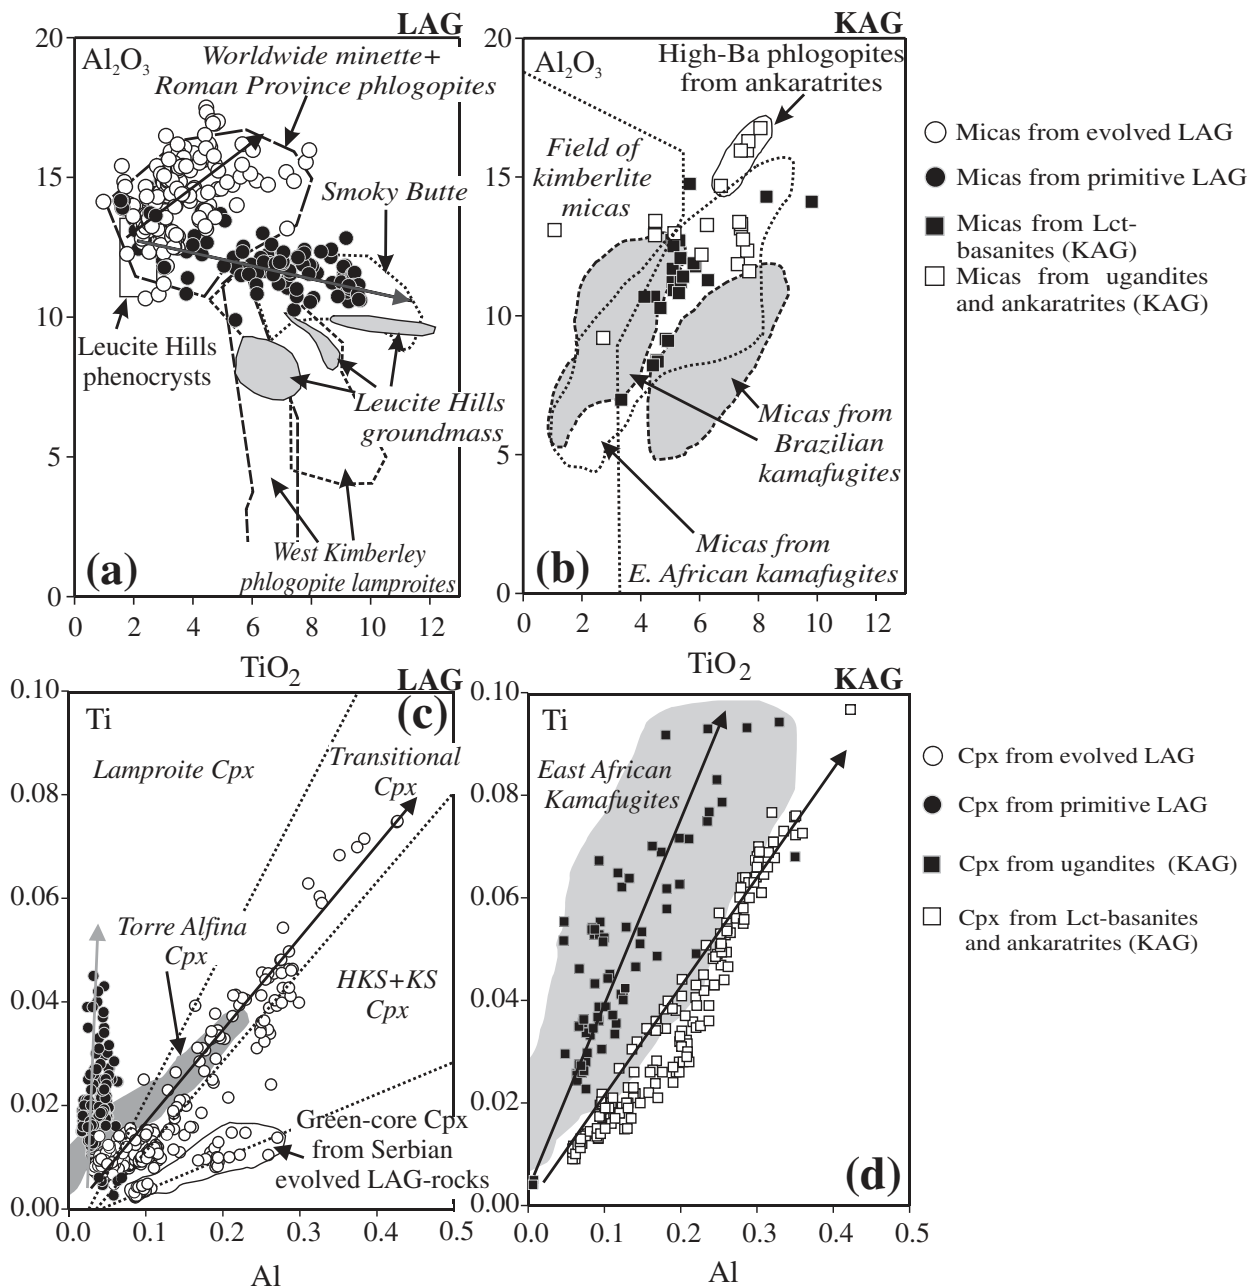 LAG
20
Al2O3
Worldwide minette+
Roman Province phlogopites
15
Smoky Butte
10
Leucite Hills
phenocrysts
Leucite Hills
groundmass
5
West Kimberley
phlogopite lamproites
(a)
0
0 2 4 6 8 10 12
TiO2
KAG
20
Al2O3
High-Ba phlogopites
from ankaratrites
Field of
kimberlite
micas
15
10
Micas from
Brazilian
kamafugites
5
Micas from
E. African kamafugites
(b)
0
0 2 4 6 8 10 12
TiO2
Micas from evolved LAG
Micas from primitive LAG
Micas from Lct-
basanites (KAG)
Micas from ugandites
and ankaratrites (KAG)
LAG
0.10
Ti
(c)
Lamproite Cpx
Transitional
Cpx
0.08
0.06
Torre Alfina
Cpx
HKS+KS
Cpx
0.04
0.02
Green-core Cpx
from Serbian
evolved LAG-rocks
0.00
0.0 0.1 0.2 0.3 0.4 0.5
Al
KAG
0.10
Ti
East African
Kamafugites
0.08
0.06
0.04
0.02
(d)
0.00
0.0 0.1 0.2 0.3 0.4 0.5
Al
Cpx from evolved LAG
Cpx from primitive LAG
Cpx from ugandites (KAG)
Cpx from Lct-basanites
and ankaratrites (KAG)